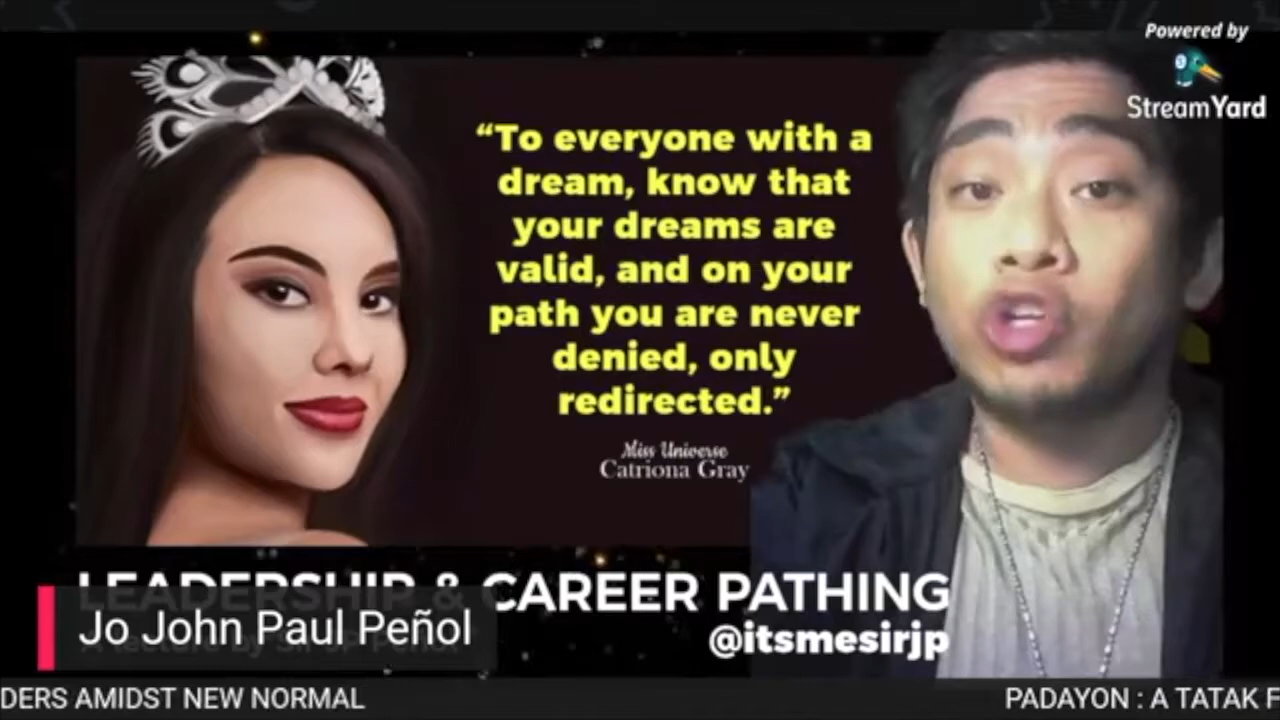 Powered by
StreamYard
“To everyone with a
dream, know that
your dreams are
valid, and on your
path you are never
denied, only
redirected.”
Miss Universe
Catriona Gray
LEADERSHIP & CAREER PATHING
@itsmesirjp
Jo John Paul Peñol
DERS AMIDST NEW NORMAL
PADAYON : A TATAK F